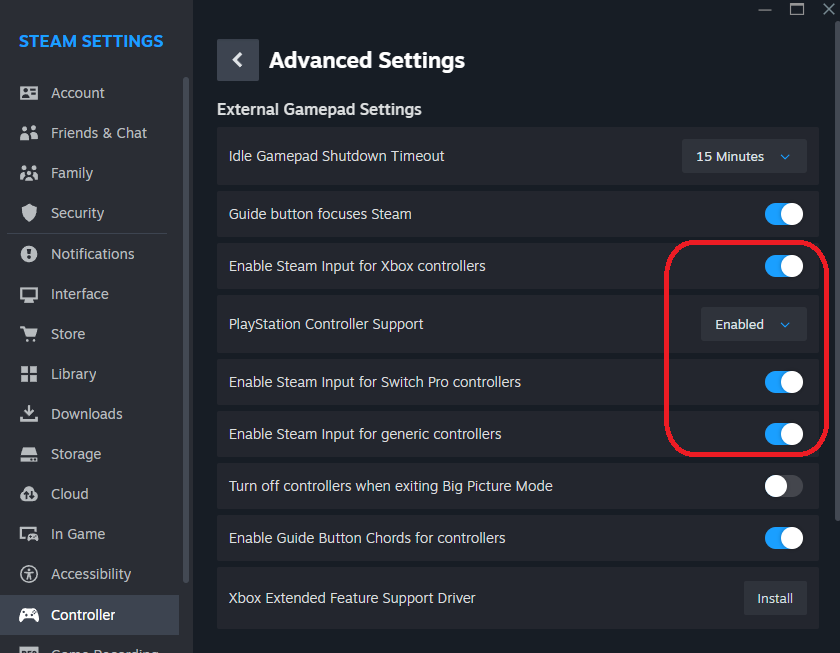 STEAM SETTINGS
Account
Friends & Chat
Family
Security
Notifications
Interface
Store
Library
Downloads
Storage
Cloud
In Game
Accessibility
Controller
Game Recording
Advanced Settings
External Gamepad Settings
Idle Gamepad Shutdown Timeout
15 Minutes
Guide button focuses Steam
Enable Steam Input for Xbox controllers
PlayStation Controller Support
Enabled
Enable Steam Input for Switch Pro controllers
Enable Steam Input for generic controllers
Turn off controllers when exiting Big Picture Mode
Enable Guide Button Chords for controllers
Xbox Extended Feature Support Driver
Install